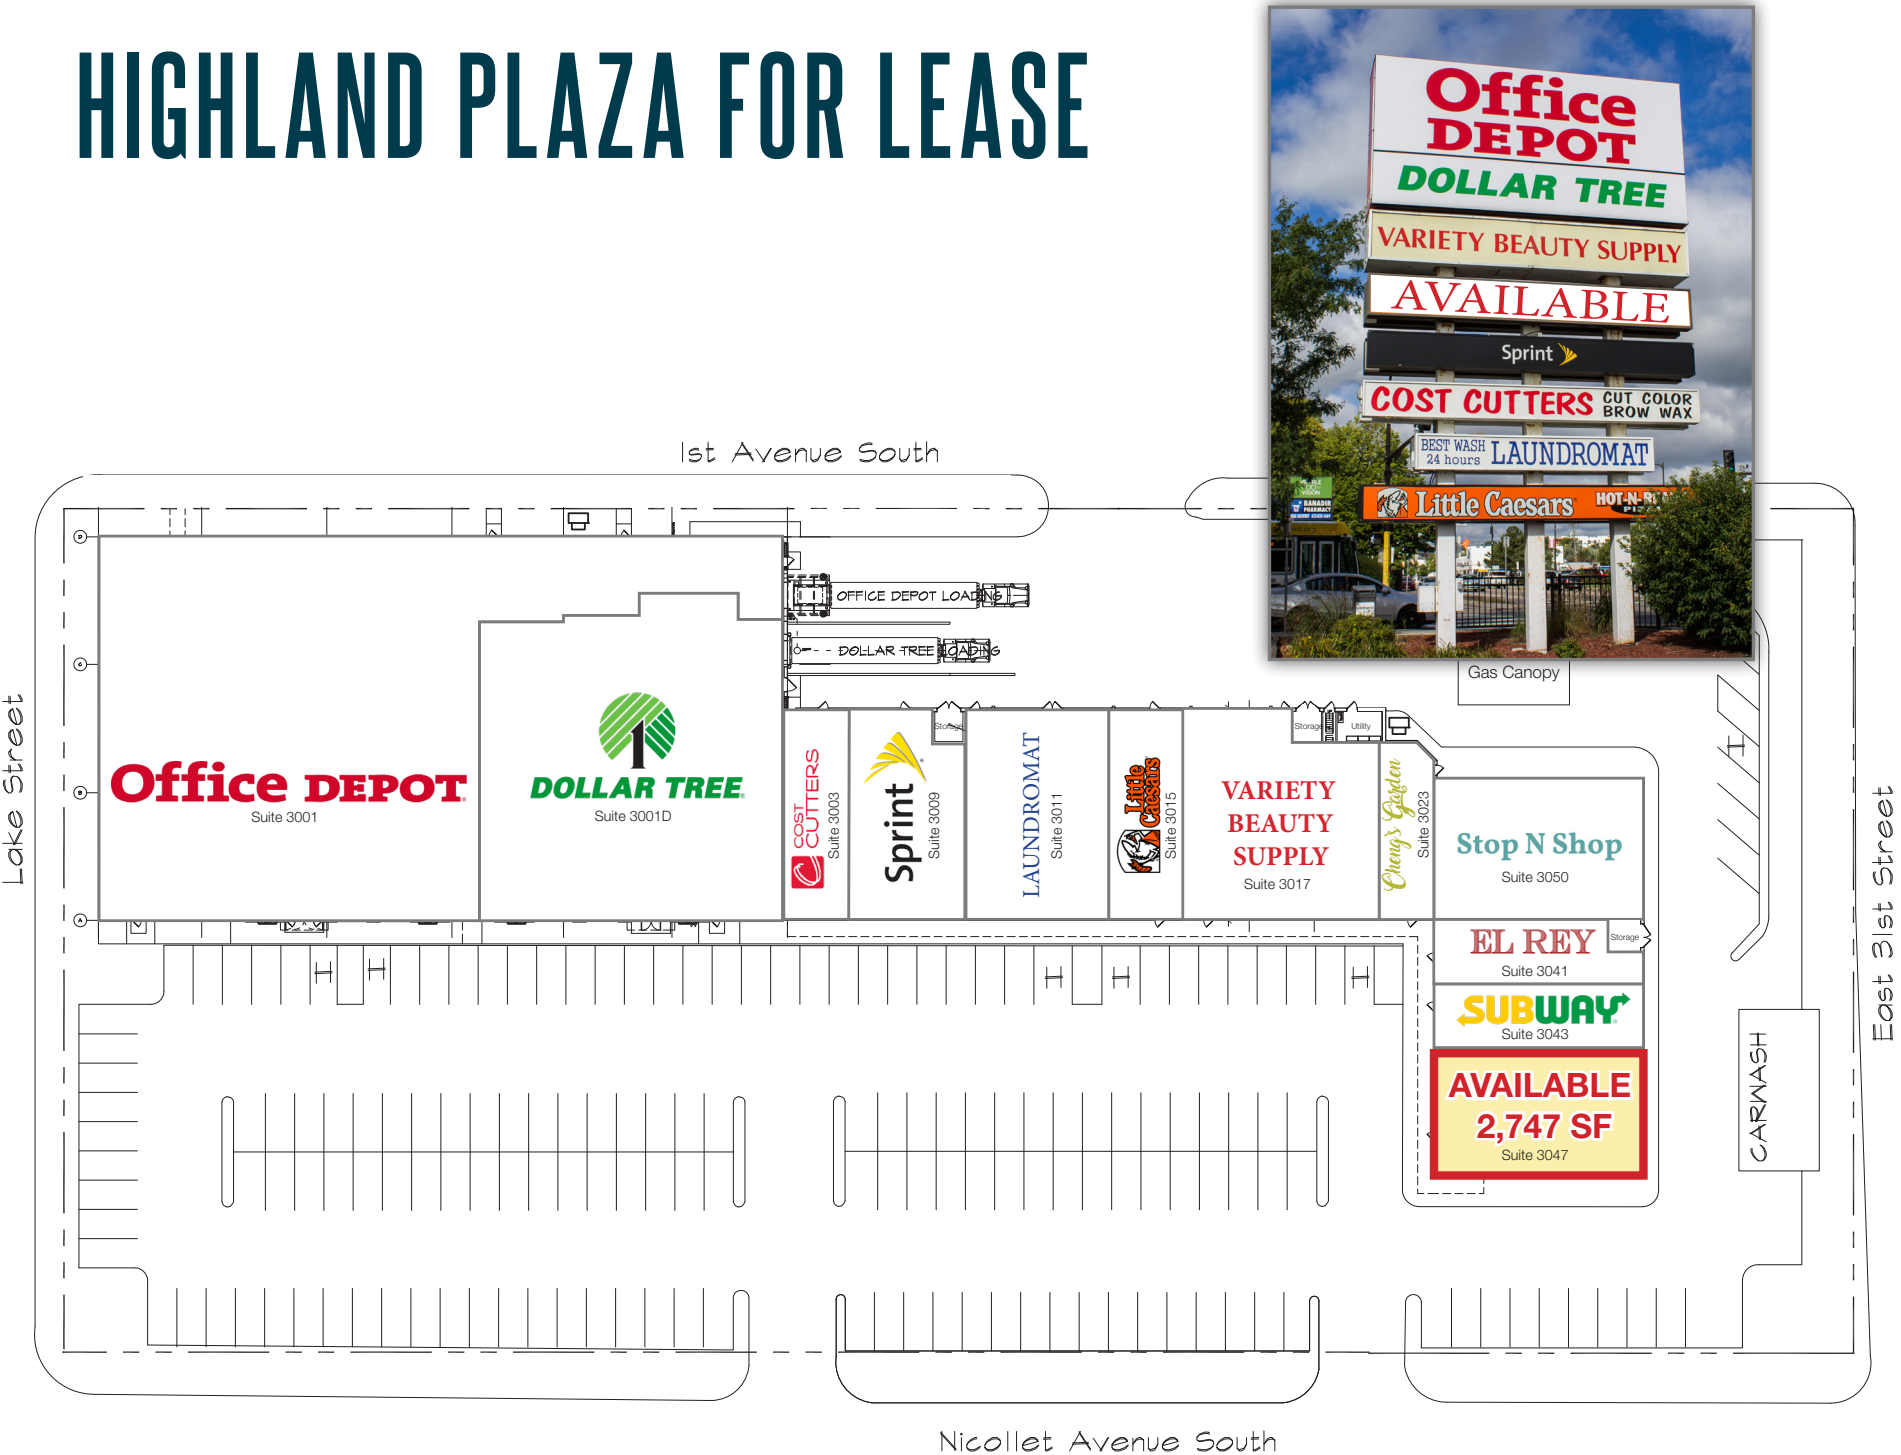 HIGHLAND PLAZA FOR LEASE
Office
DEPOT
DOLLAR TREE
VARIETY BEAUTY SUPPLY
AVAILABLE
Sprint
COST CUTTERS CUT COLOR
BROW WAX
BEST WASH
24 hours LAUNDROMAT
Little Caesars
VISION
BANADIR
PHARMACY
1st Avenue South
Lake Street
East 31st Street
Nicollet Avenue South
D
C
B
A
OFFICE DEPOT LOADING
DOLLAR TREE LOADING
Gas Canopy
CARWASH
Office DEPOT
Suite 3001
DOLLAR TREE
Suite 3001D
COST
CUTTERS
Suite 3003
Storage
Sprint
Suite 3009
LAUNDROMAT
Suite 3011
Little
Caesars
Suite 3015
Storage
Utility
VARIETY
BEAUTY
SUPPLY
Suite 3017
Cheng's Garden
Suite 3023
Stop N Shop
Suite 3050
EL REY
Storage
Suite 3041
SUBWAY
Suite 3043
AVAILABLE
2,747 SF
Suite 3047